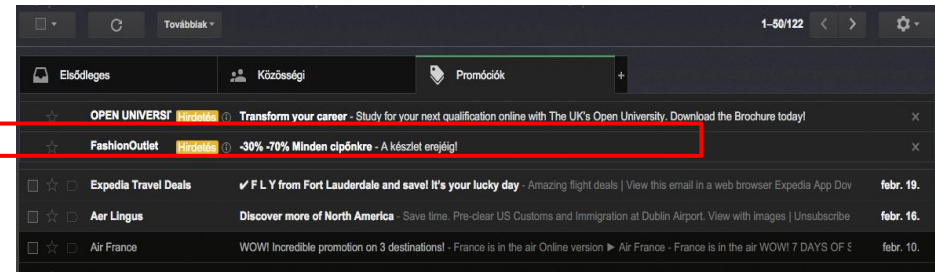 Továbbiak 1–50/122
Elsődleges Közösségi Promóciók +
OPEN UNIVERSI Hirdetés Transform your career - Study for your next qualification online with The UK's Open University. Download the Brochure today!
FashionOutlet Hirdetés -30% -70% Minden cipőnkre - A készlet erejéig!
Expedia Travel Deals ✔ F L Y from Fort Lauderdale and save! It's your lucky day - Amazing flight deals | View this email in a web browser Expedia App Dov febr. 19.
Aer Lingus Discover more of North America - Save time. Pre-clear US Customs and Immigration at Dublin Airport. View with images | Unsubscribe febr. 16.
Air France WOW! Incredible promotion on 3 destinations! - France is in the air Online version ► Air France - France is in the air WOW! 7 DAYS OF S febr. 10.